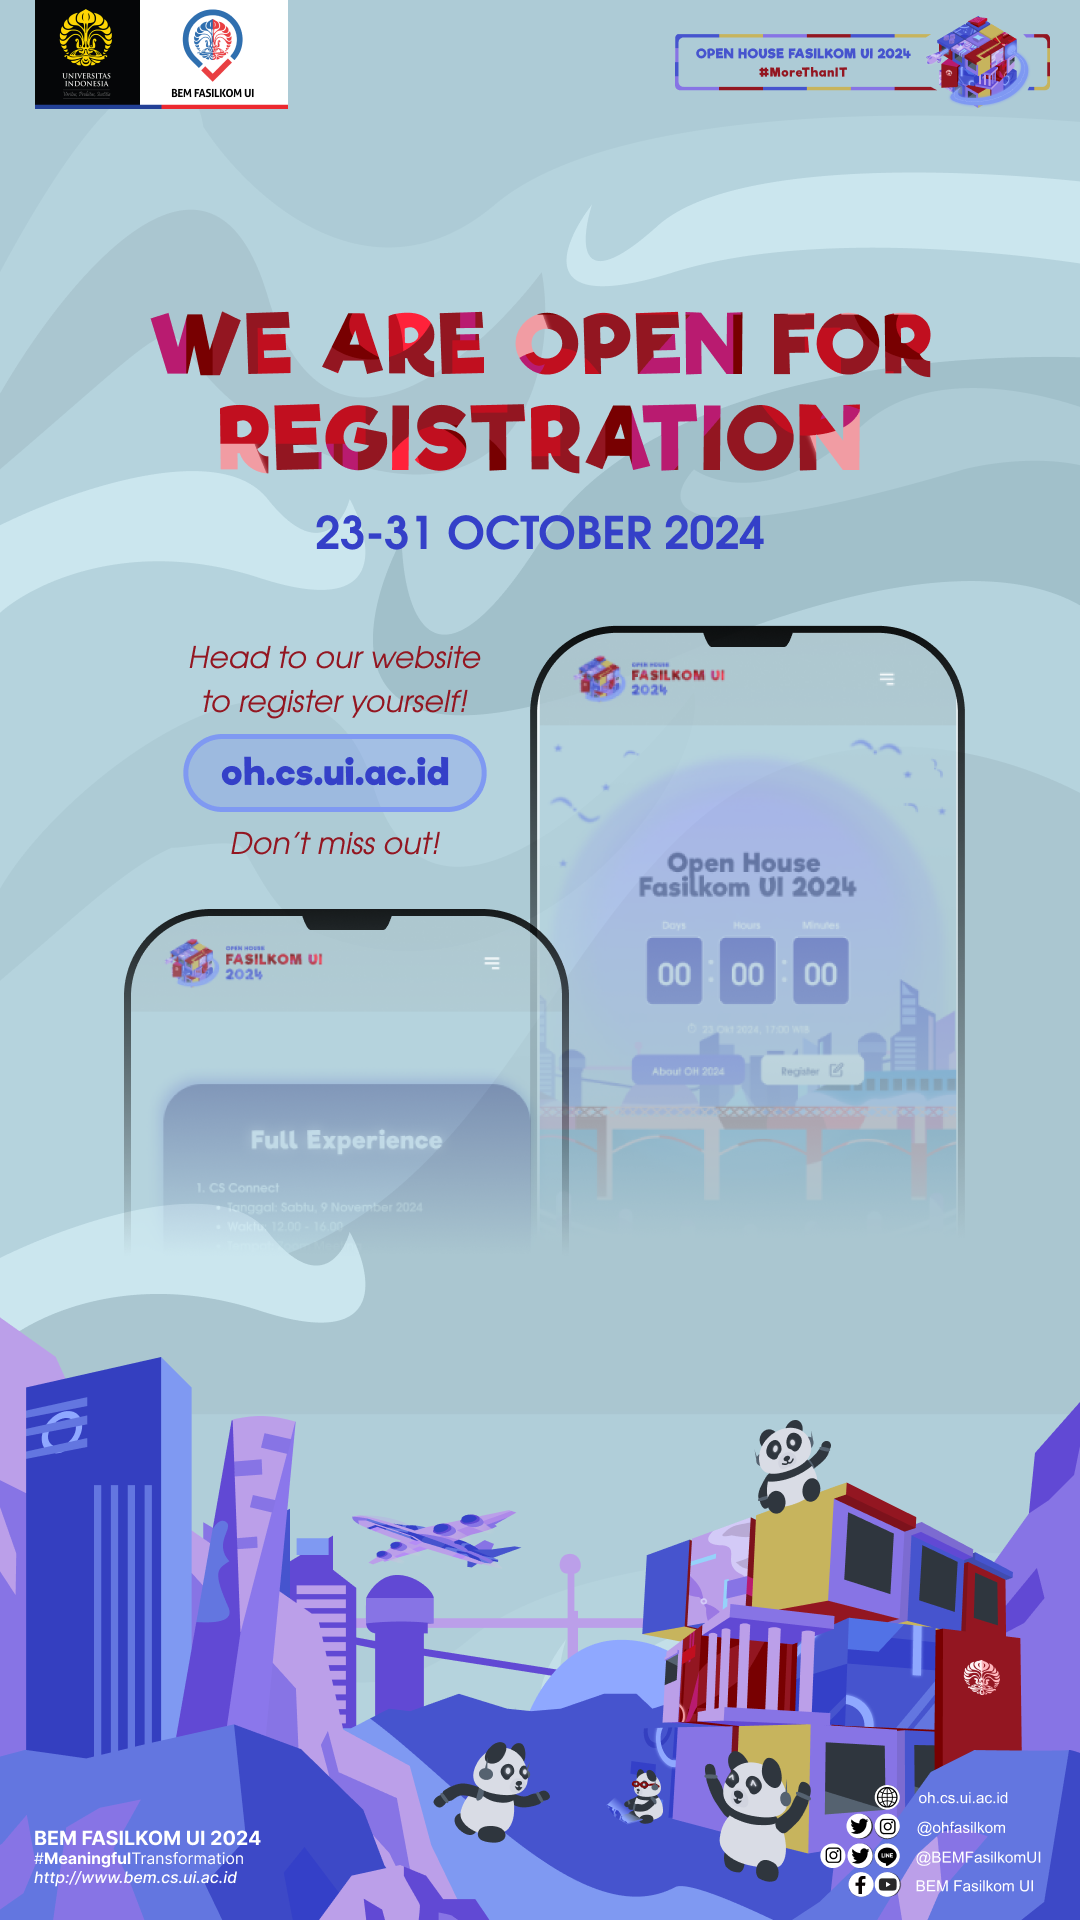 UNIVERSITAS
INDONESIA
Veritas, Probitas, Iustitia
BEM FASILKOM UI
OPEN HOUSE FASILKOM UI 2024
#MoreThanIT
WE ARE OPEN FOR
REGISTRATION
23-31 OCTOBER 2024
Head to our website
to register yourself!
oh.cs.ui.ac.id
Don't miss out!
OPEN HOUSE
FASILKOM UI
2024
Open House
Fasilkom UI 2024
Days Hours Minutes
00 : 00 : 00
23 Okt 2024, 17:00 WIB
About OH 2024 Register
OPEN HOUSE
FASILKOM UI
2024
Full Experience
1. CS Connect
• Tanggal: Sabtu, 9 November 2024
• Waktu: 12.00 - 16.00
BEM FASILKOM UI 2024
#MeaningfulTransformation
http://www.bem.cs.ui.ac.id
oh.cs.ui.ac.id
@ohfasilkom
LINE
@BEMFasilkomUI
BEM Fasilkom UI